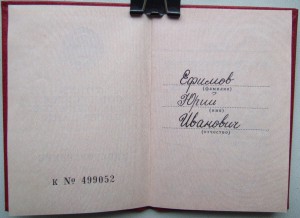 Ефимов
(фамилия)
Юрий
(имя)
Иванович
(отчество)
К № 499052